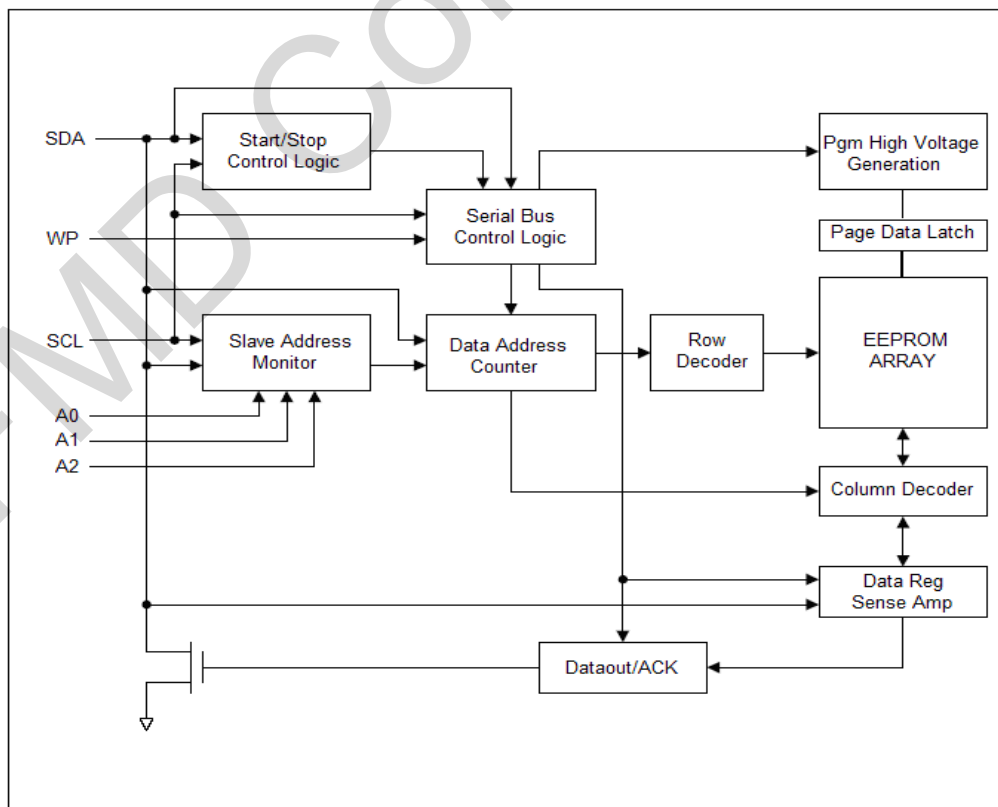 FMD Con
SDA
Start/Stop
Control Logic
Pgm High Voltage
Generation
WP
Serial Bus
Control Logic
Page Data Latch
SCL
Slave Address
Monitor
Data Address
Counter
Row
Decoder
EEPROM
ARRAY
A0
A1
A2
Column Decoder
Data Reg
Sense Amp
Dataout/ACK